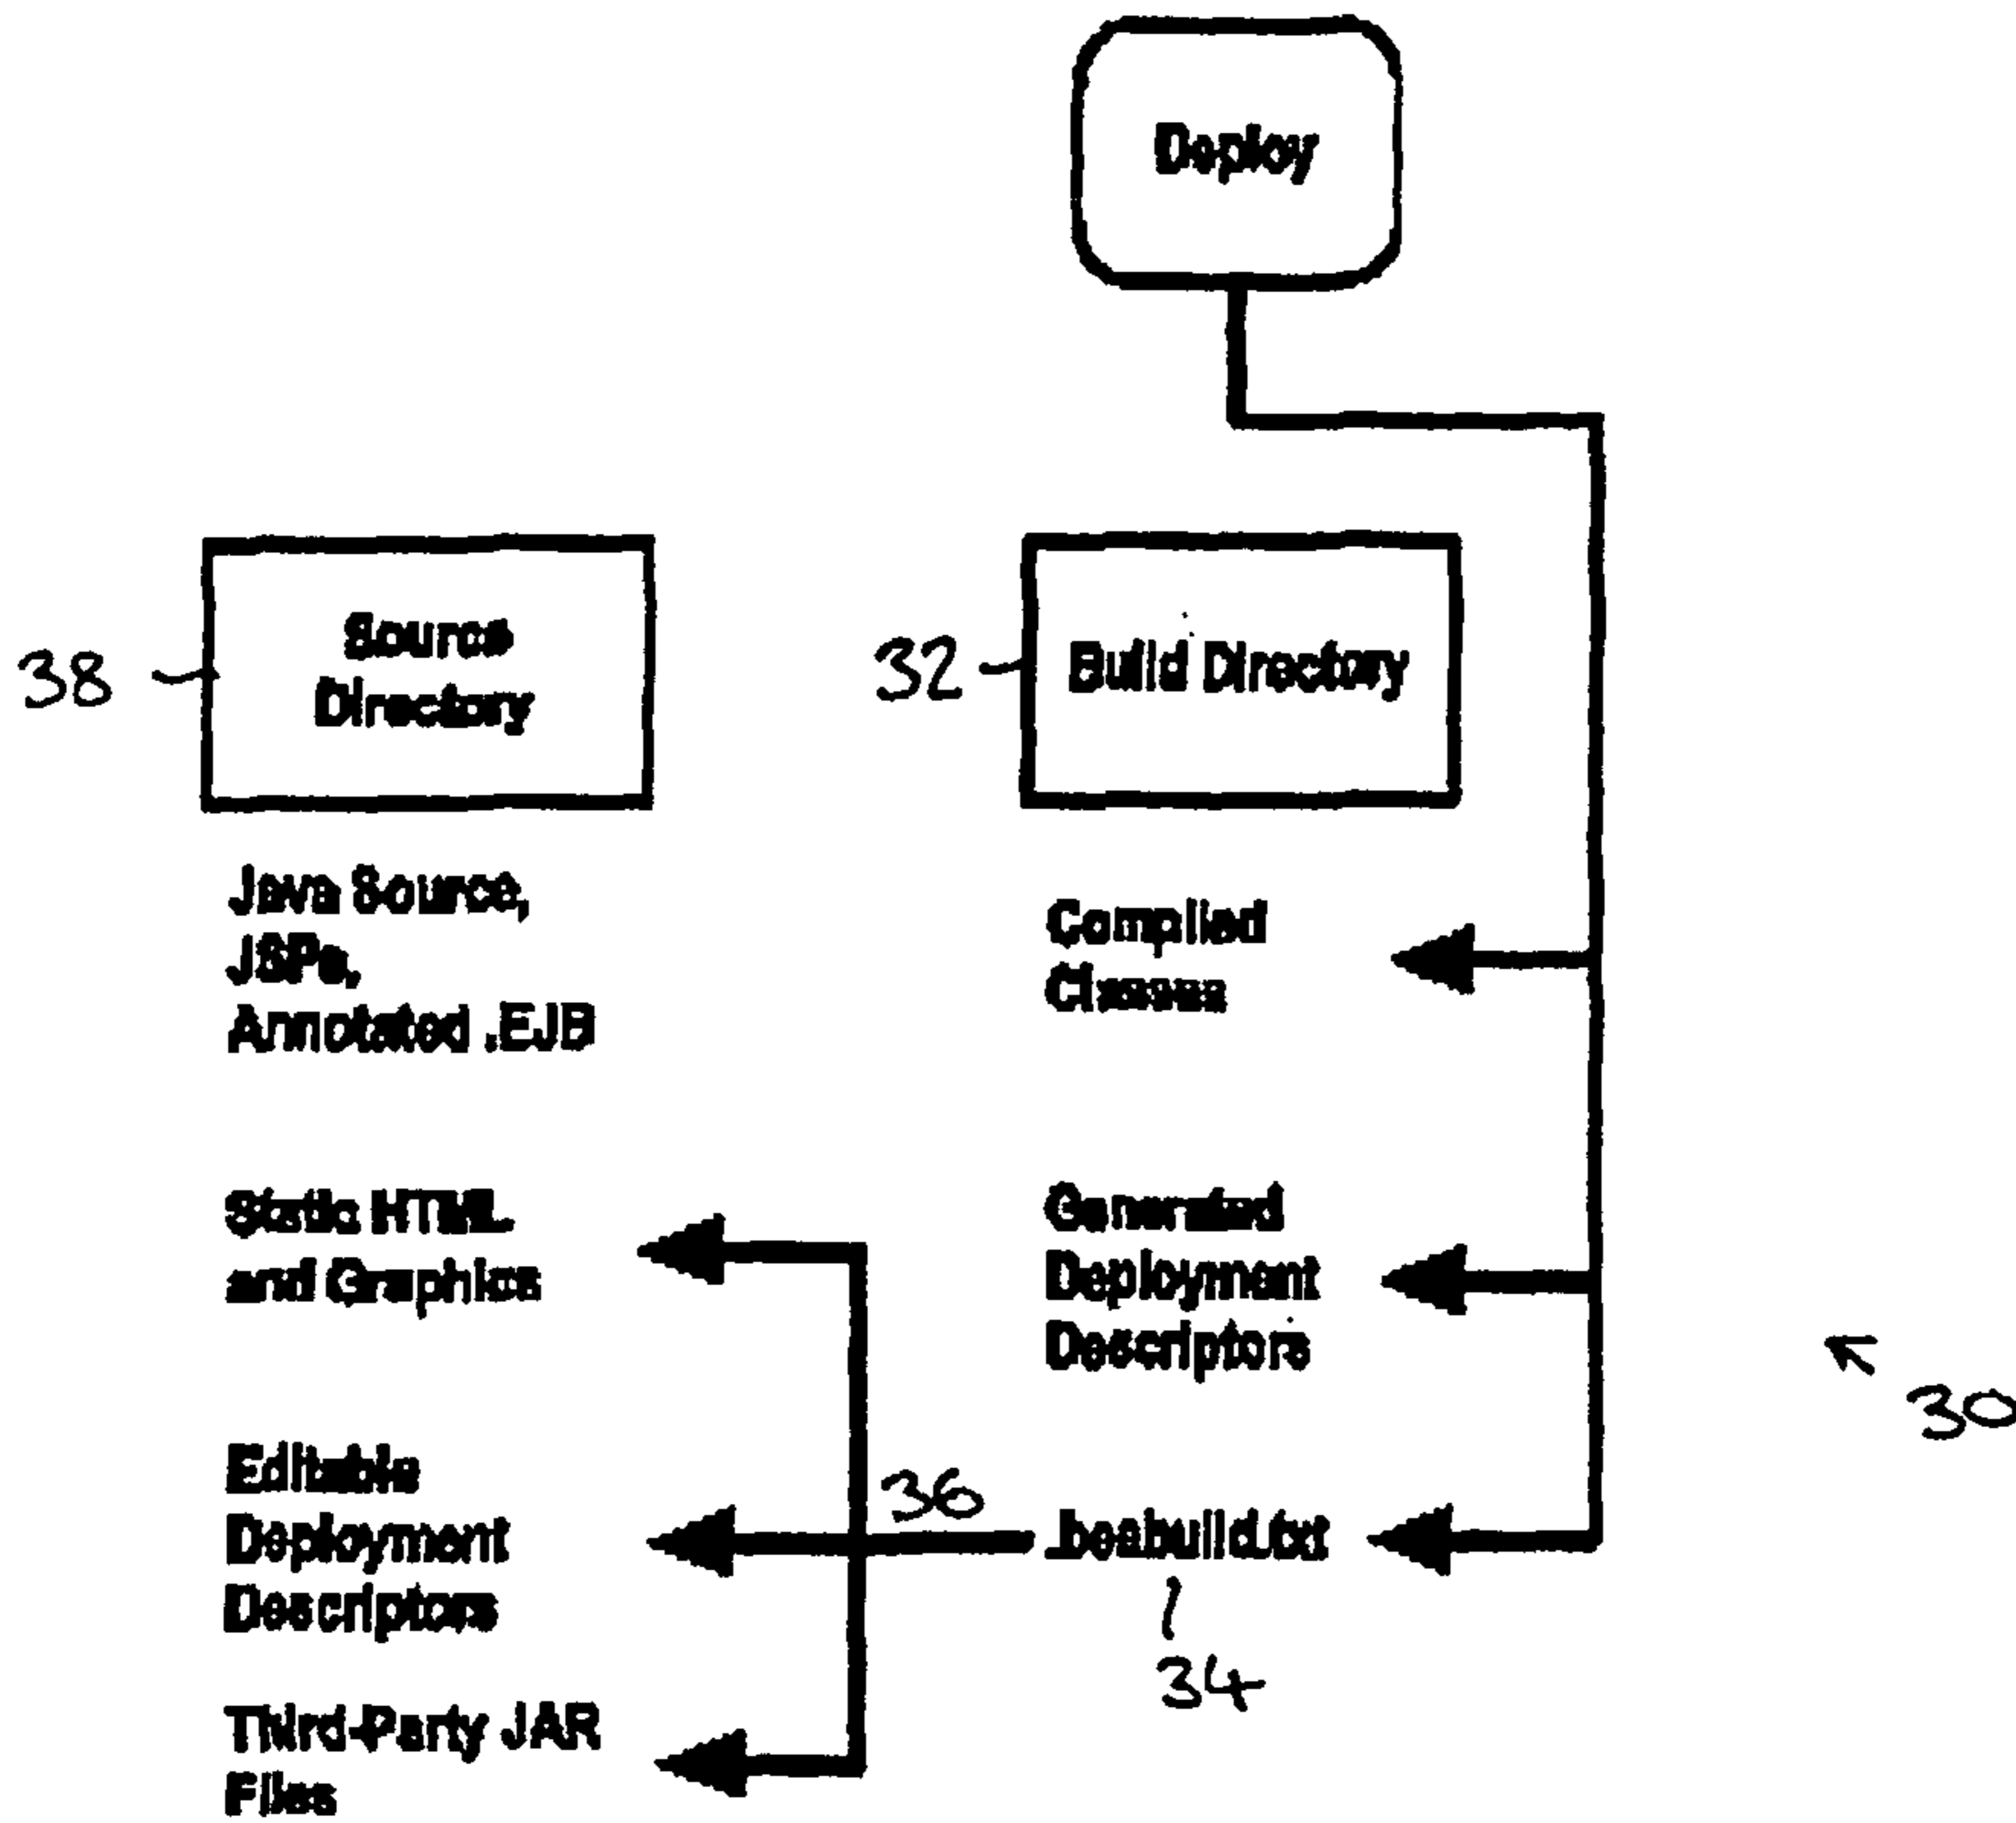 Deploy
Source
Directory
38
Build Directory
32
Java Source,
JSPs,
Annotated .EJB
Compiled
Classes
Static HTML
and Graphics
Generated
Deployment
Descriptors
30
Editable
Deployment
Descriptors
36
.beabuild.txt
34
Third-Party JAR
Files